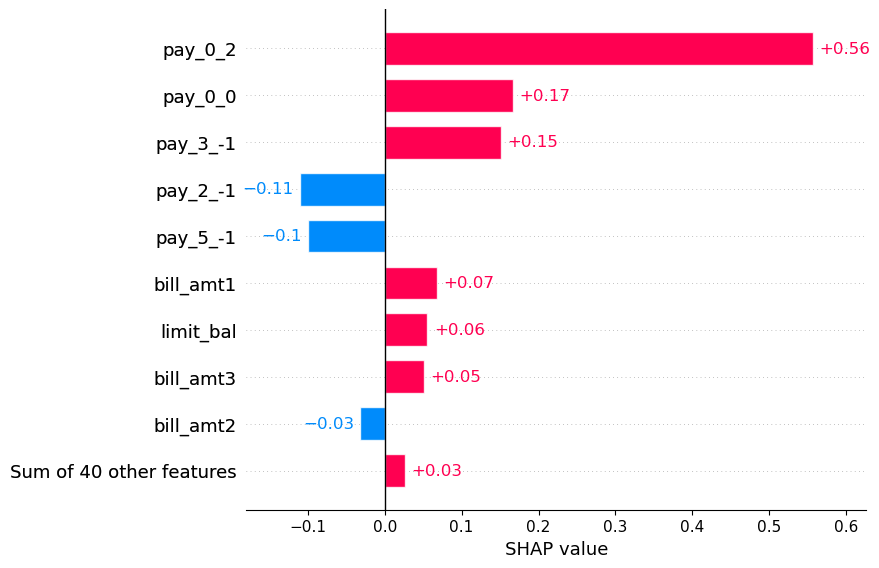 pay_0_2 +0.56
pay_0_0 +0.17
pay_3_-1 +0.15
pay_2_-1 −0.11
pay_5_-1 −0.1
bill_amt1 +0.07
limit_bal +0.06
bill_amt3 +0.05
bill_amt2 −0.03
Sum of 40 other features +0.03
−0.1 0.0 0.1 0.2 0.3 0.4 0.5 0.6
SHAP value